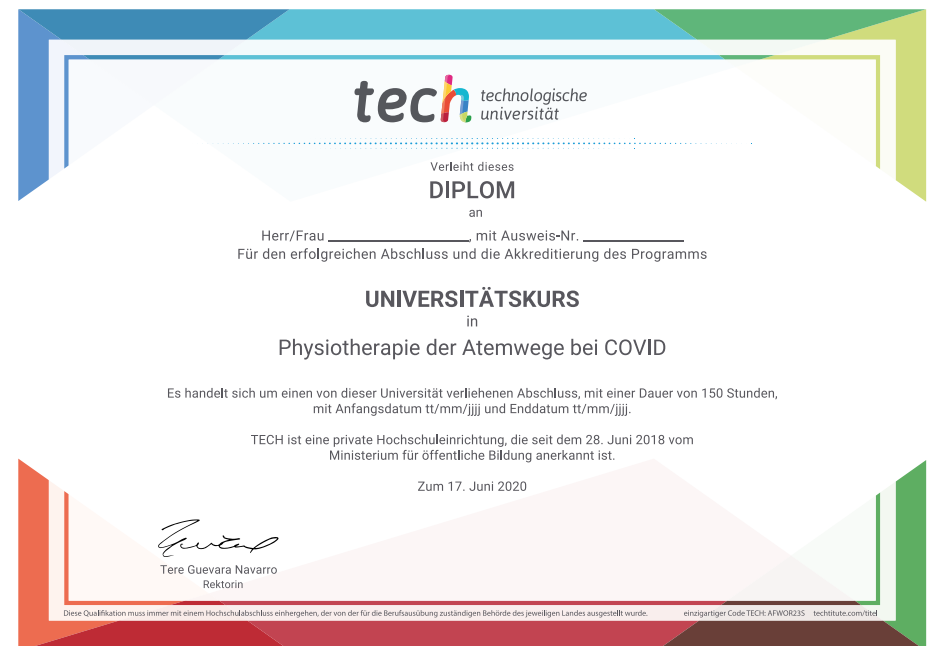 tech technologische
universität
Verleiht dieses
DIPLOM
an
Herr/Frau ____________________, mit Ausweis-Nr. ______________
Für den erfolgreichen Abschluss und die Akkreditierung des Programms
UNIVERSITÄTSKURS
in
Physiotherapie der Atemwege bei COVID
Es handelt sich um einen von dieser Universität verliehenen Abschluss, mit einer Dauer von 150 Stunden,
mit Anfangsdatum tt/mm/jjjj und Enddatum tt/mm/jjjj.
TECH ist eine private Hochschuleinrichtung, die seit dem 28. Juni 2018 vom
Ministerium für öffentliche Bildung anerkannt ist.
Zum 17. Juni 2020
Tere Guevara Navarro
Rektorin
Diese Qualifikation muss immer mit einem Hochschulabschluss einhergehen, der von der für die Berufsausübung zuständigen Behörde des jeweiligen Landes ausgestellt wurde. einzigartiger Code TECH: AFWOR23S techtitute.com/titel